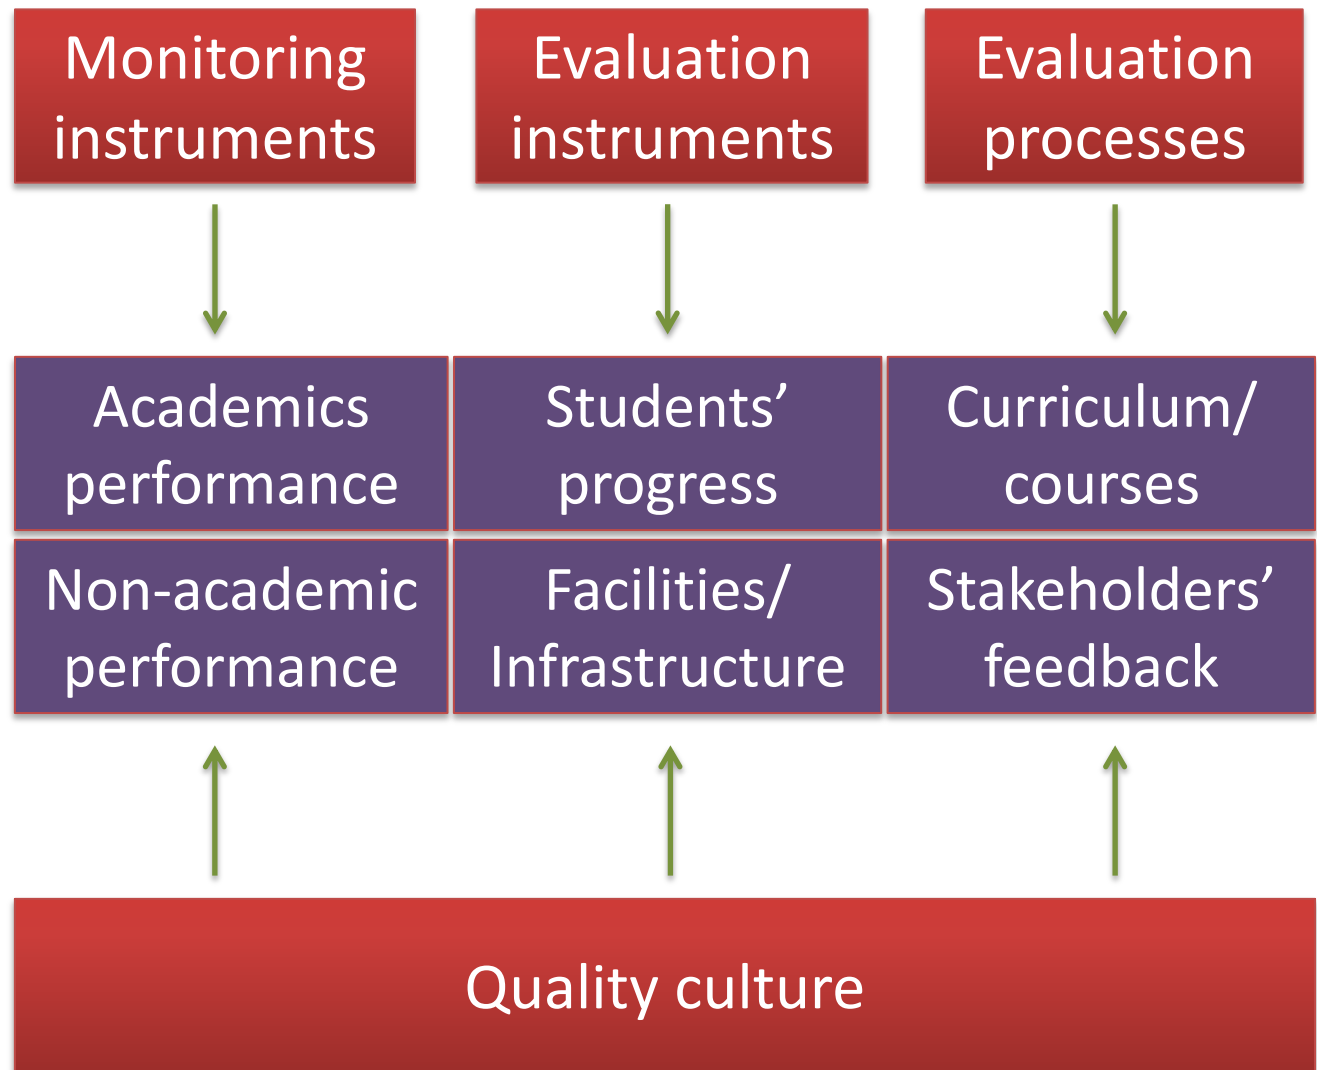 Monitoring
instruments
Evaluation
instruments
Evaluation
processes
Academics
performance
Students’
progress
Curriculum/
courses
Non-academic
performance
Facilities/
Infrastructure
Stakeholders’
feedback
Quality culture